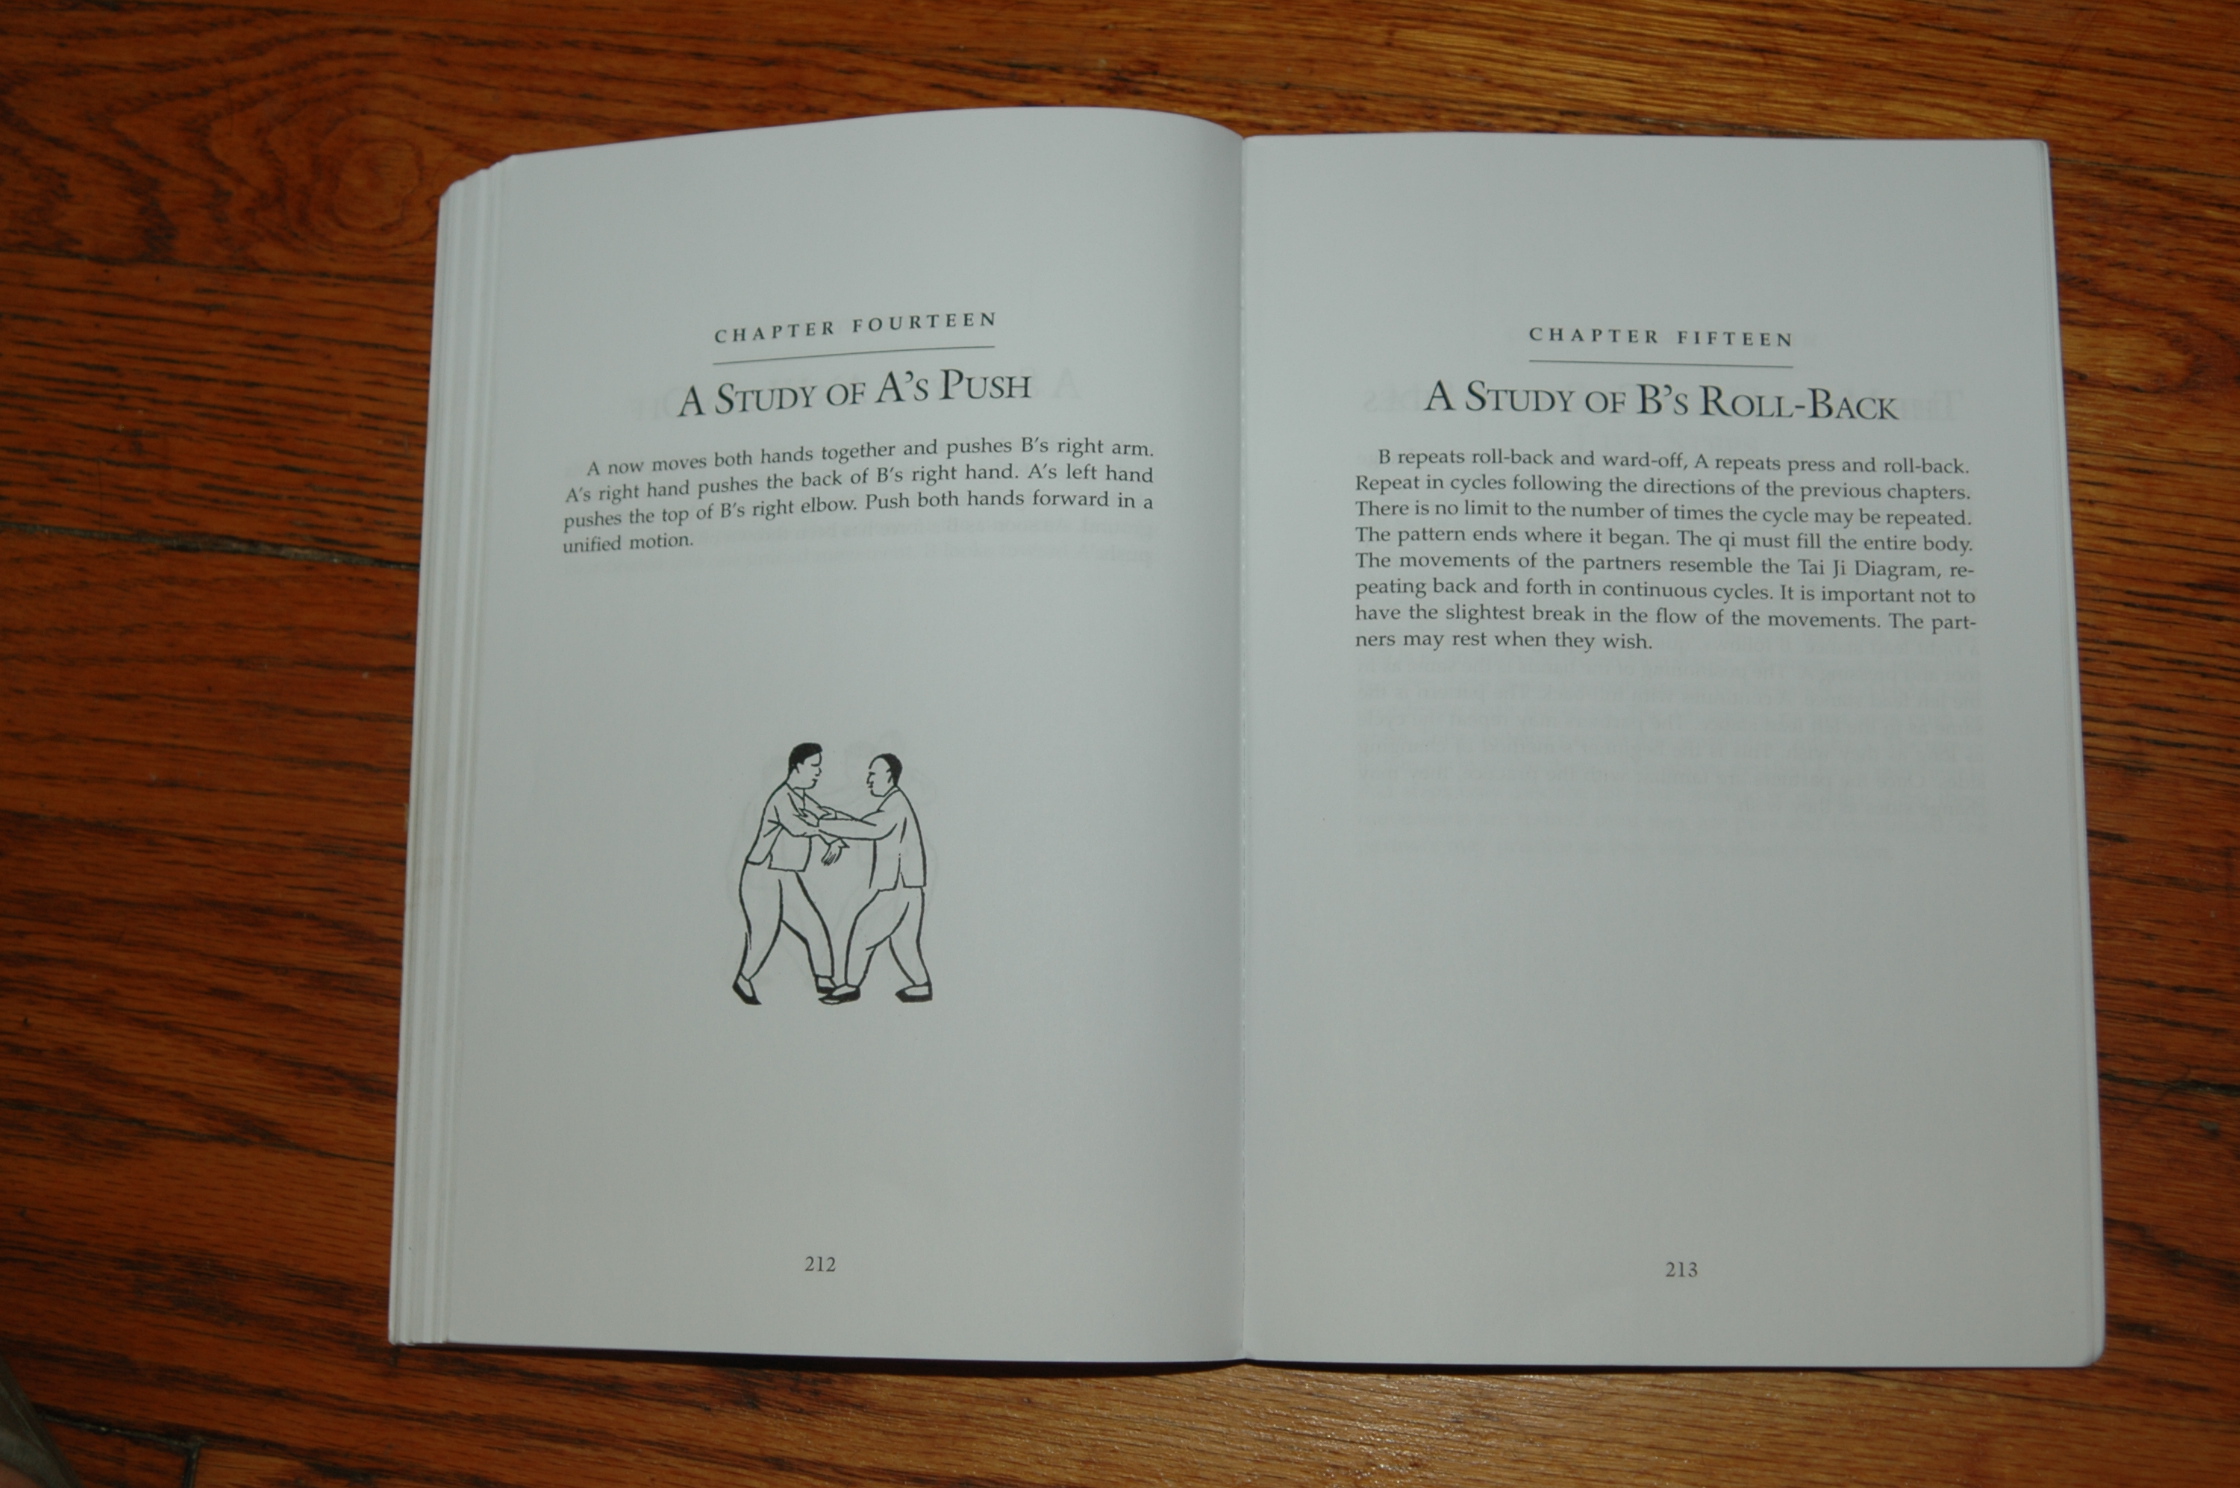 CHAPTER FOURTEEN
A STUDY OF A's PUSH
A now moves both hands together and pushes B's right arm.
A's right hand pushes the back of B's right hand. A's left hand
pushes the top of B's right elbow. Push both hands forward in a
unified motion.
212
CHAPTER FIFTEEN
A STUDY OF B's ROLL-BACK
B repeats roll-back and ward-off, A repeats press and roll-back.
Repeat in cycles following the directions of the previous chapters.
There is no limit to the number of times the cycle may be repeated.
The pattern ends where it began. The qi must fill the entire body.
The movements of the partners resemble the Tai Ji Diagram, re-
peating back and forth in continuous cycles. It is important not to
have the slightest break in the flow of the movements. The part-
ners may rest when they wish.
213